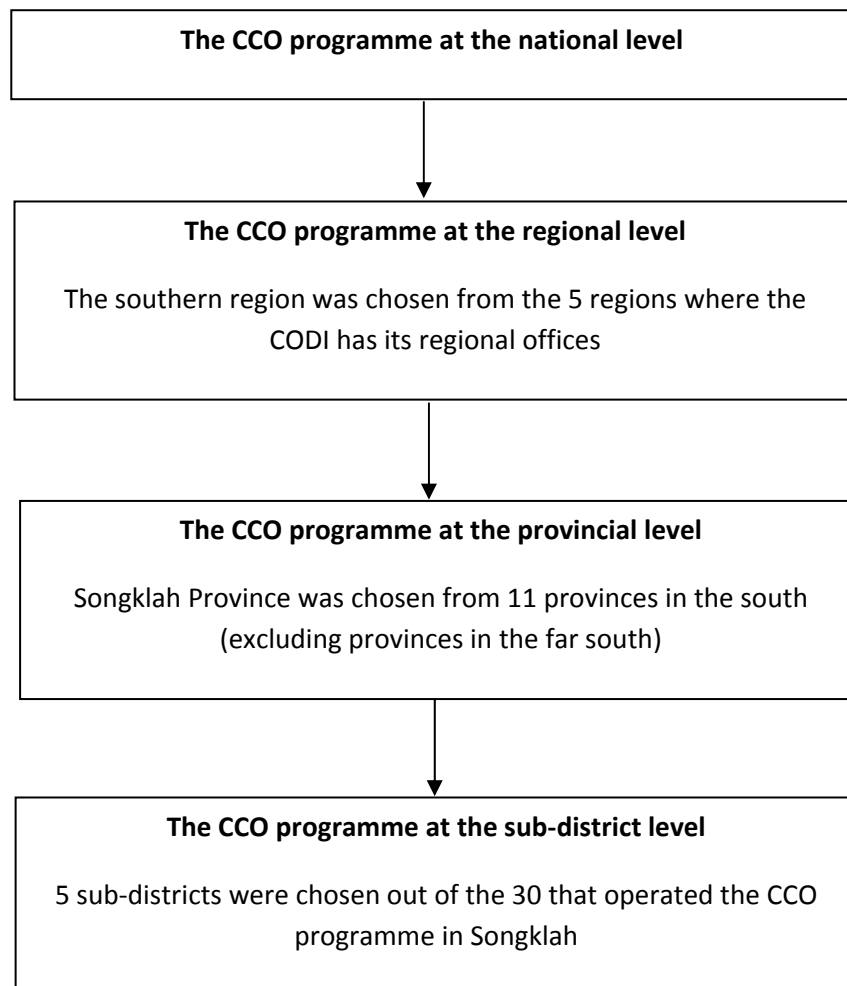 The CCO programme at the national level
The CCO programme at the regional level
The southern region was chosen from the 5 regions where the
CODI has its regional offices
The CCO programme at the provincial level
Songklah Province was chosen from 11 provinces in the south
(excluding provinces in the far south)
The CCO programme at the sub-district level
5 sub-districts were chosen out of the 30 that operated the CCO
programme in Songklah